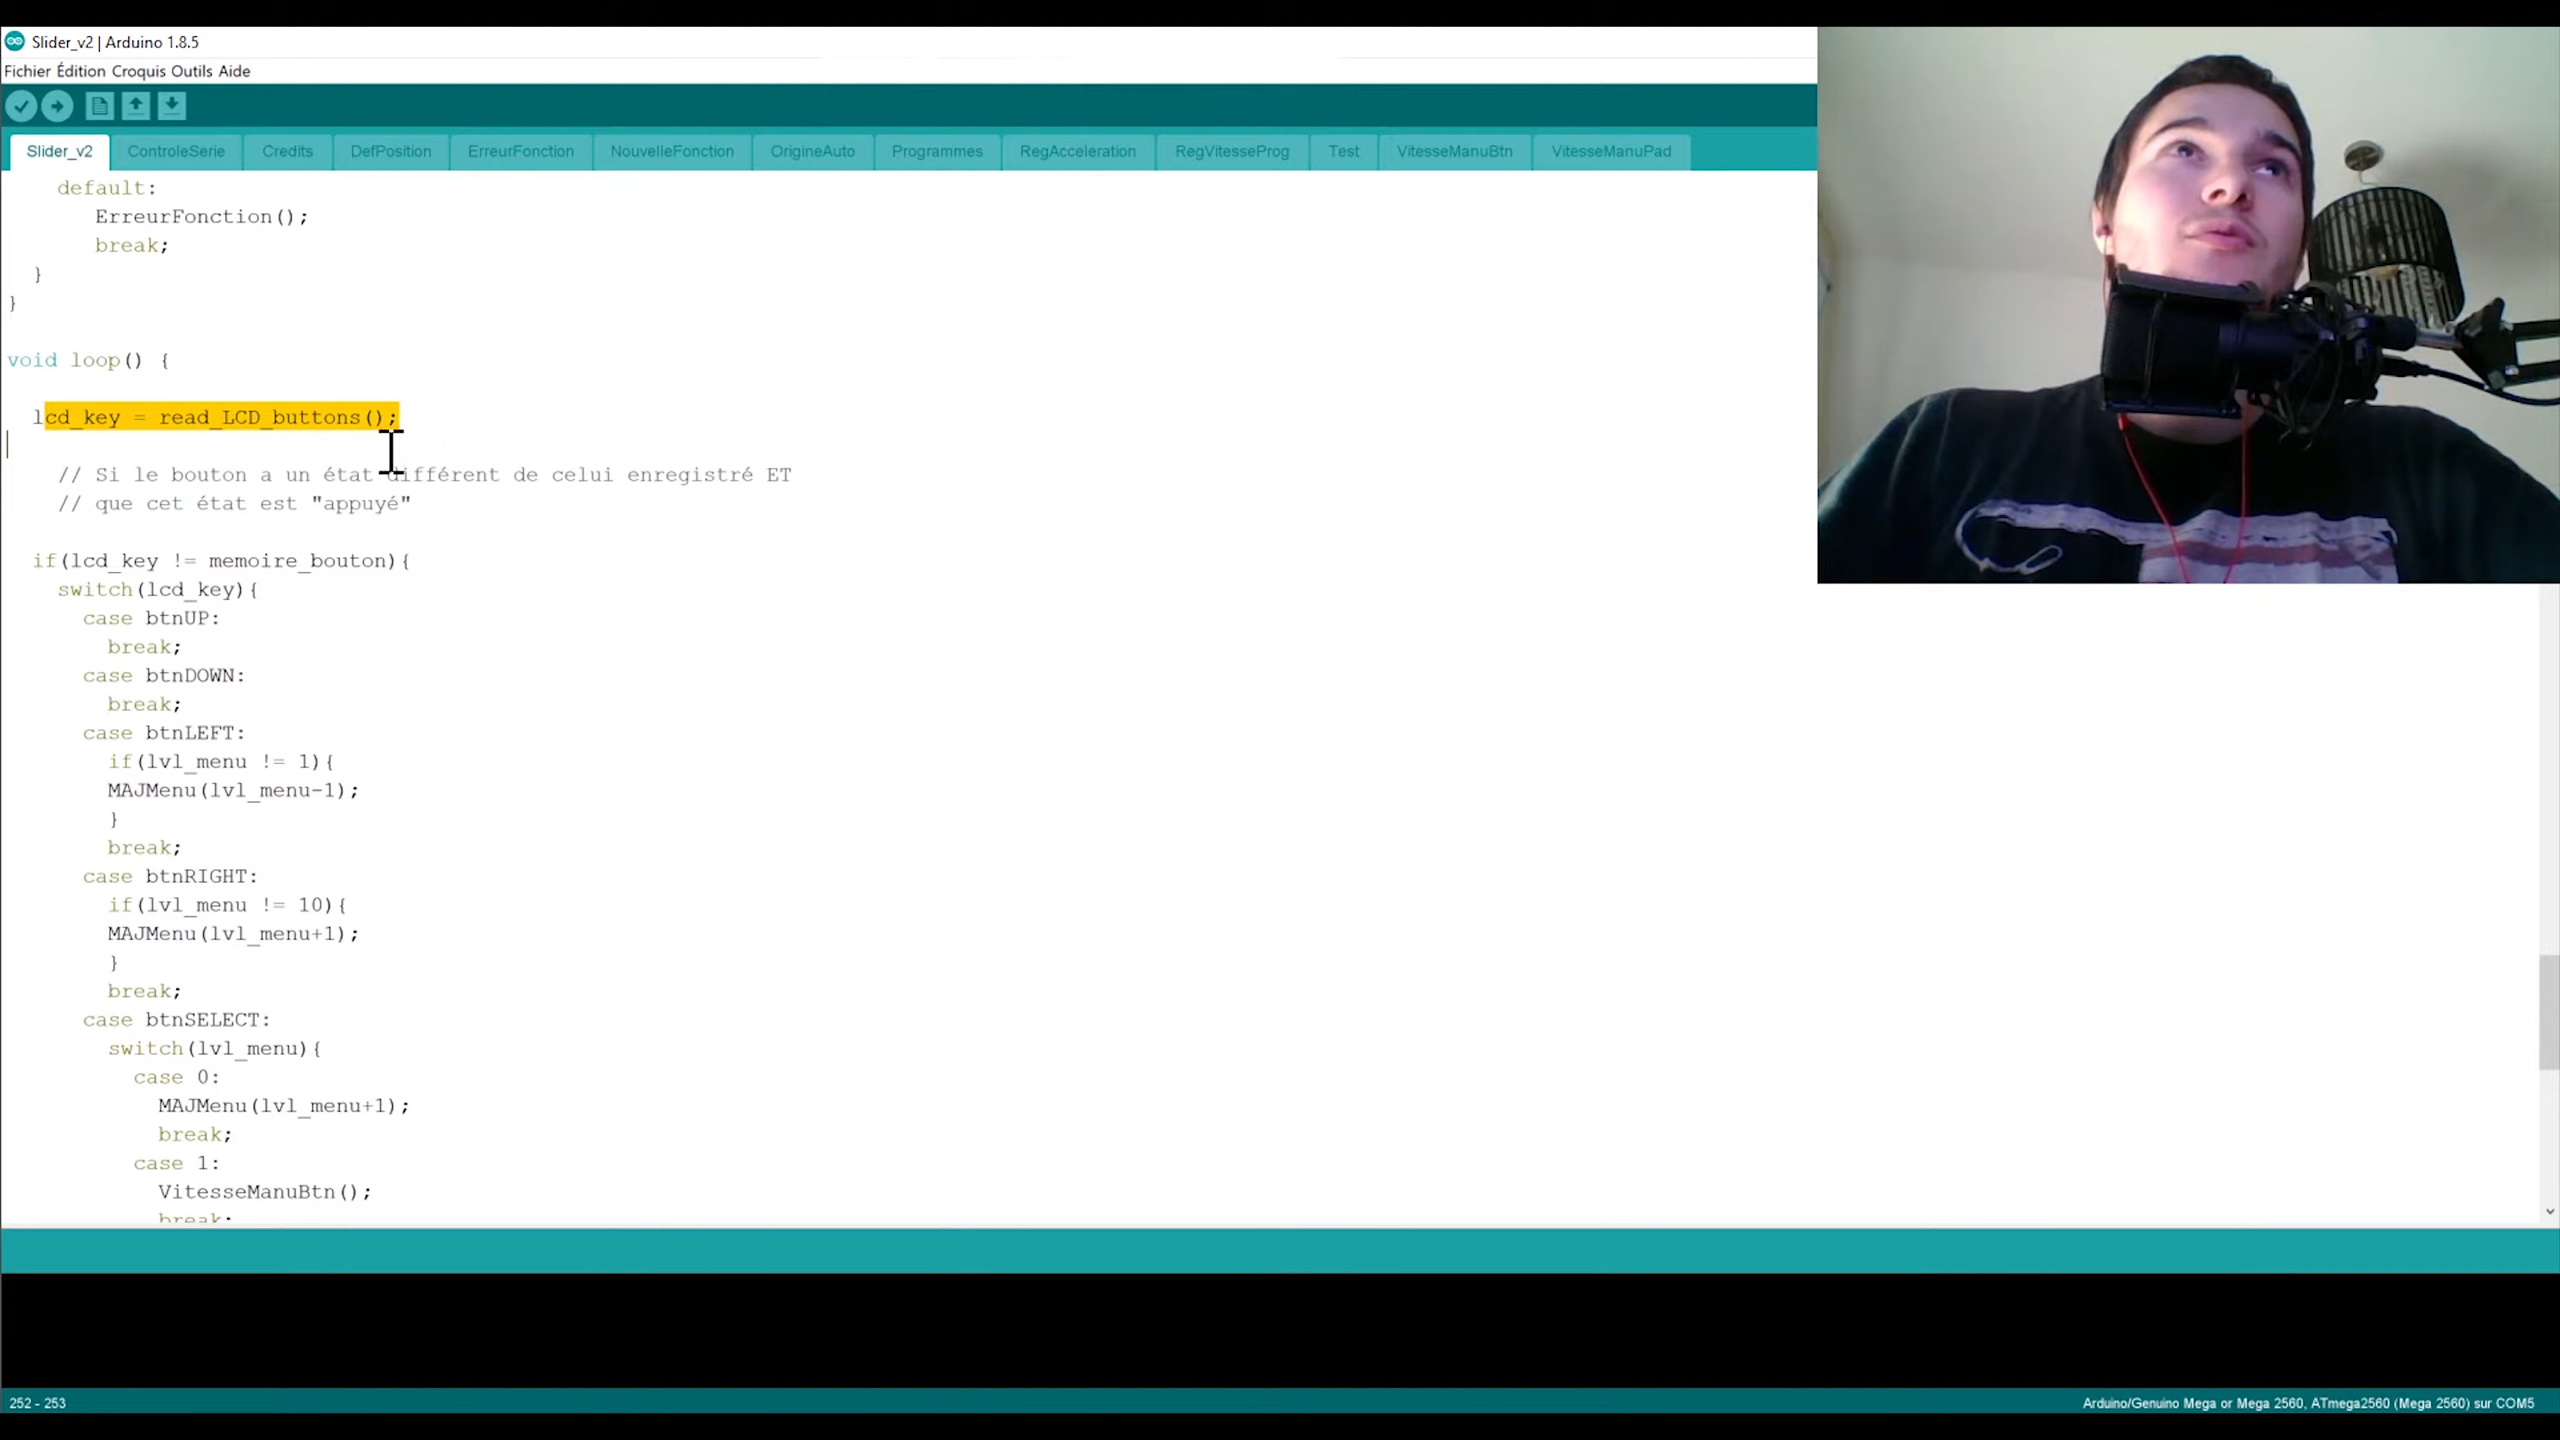 Slider_v2 | Arduino 1.8.5
Fichier Édition Croquis Outils Aide
Slider_v2 ControleSerie Credits DefPosition ErreurFonction NouvelleFonction OrigineAuto Programmes RegAcceleration RegVitesseProg Test VitesseManuBtn VitesseManuPad
default:
ErreurFonction();
break;
}
}
void loop() {
lcd_key = read_LCD_buttons();
// Si le bouton a un état différent de celui enregistré ET
// que cet état est "appuyé"
if(lcd_key != memoire_bouton){
switch(lcd_key){
case btnUP:
break;
case btnDOWN:
break;
case btnLEFT:
if(lvl_menu != 1){
MAJMenu(lvl_menu-1);
}
break;
case btnRIGHT:
if(lvl_menu != 10){
MAJMenu(lvl_menu+1);
}
break;
case btnSELECT:
switch(lvl_menu){
case 0:
MAJMenu(lvl_menu+1);
break;
case 1:
VitesseManuBtn();
break;
252 - 253
Arduino/Genuino Mega or Mega 2560, ATmega2560 (Mega 2560) sur COM5